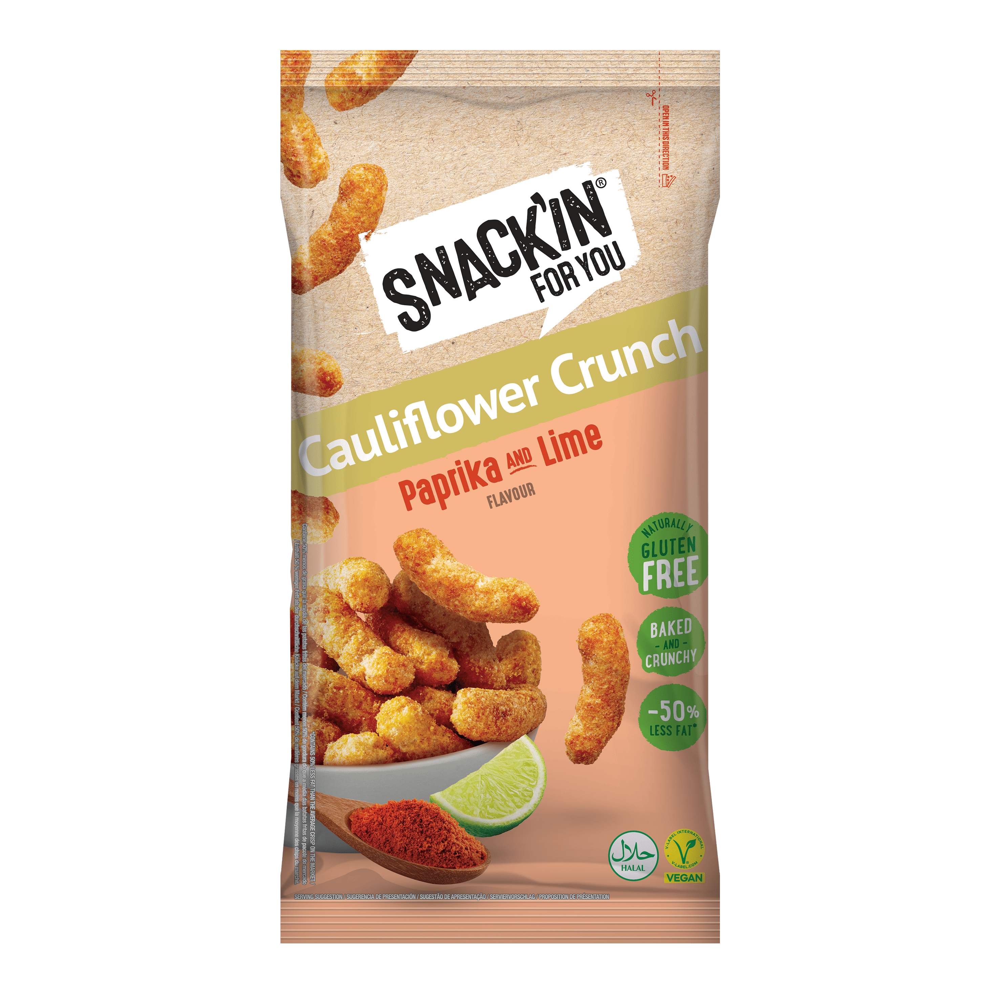 OPEN IN THIS DIRECTION
SNACK'IN®
FOR YOU
Cauliflower Crunch
Paprika AND Lime
FLAVOUR
NATURALLY
GLUTEN
FREE
BAKED
- AND -
CRUNCHY
-50%
LESS FAT*
*CONTAINS 50% LESS FAT THAN THE AVERAGE CRISP ON THE MARKET/
Contiene 50% menos de grasa que la media de las patatas fritas del mercado / Contém menos 50% de gordura do que a média das batatas fritas de pacote do mercado
/ Enthält 50 % weniger Fett als der durchschnittliche Knacke auf dem Markt / Contient 50% de matières grasses en moins que la moyenne des chips du marché.
حلال
HALAL
V-LABEL INTERNATIONAL
V-LABEL.COM
VEGAN
SERVING SUGGESTION / SUGERENCIA DE PRESENTACIÓN / SUGESTÃO DE APRESENTAÇÃO / SERVIERVORSCHLAG / PROPOSITION DE PRÉSENTATION